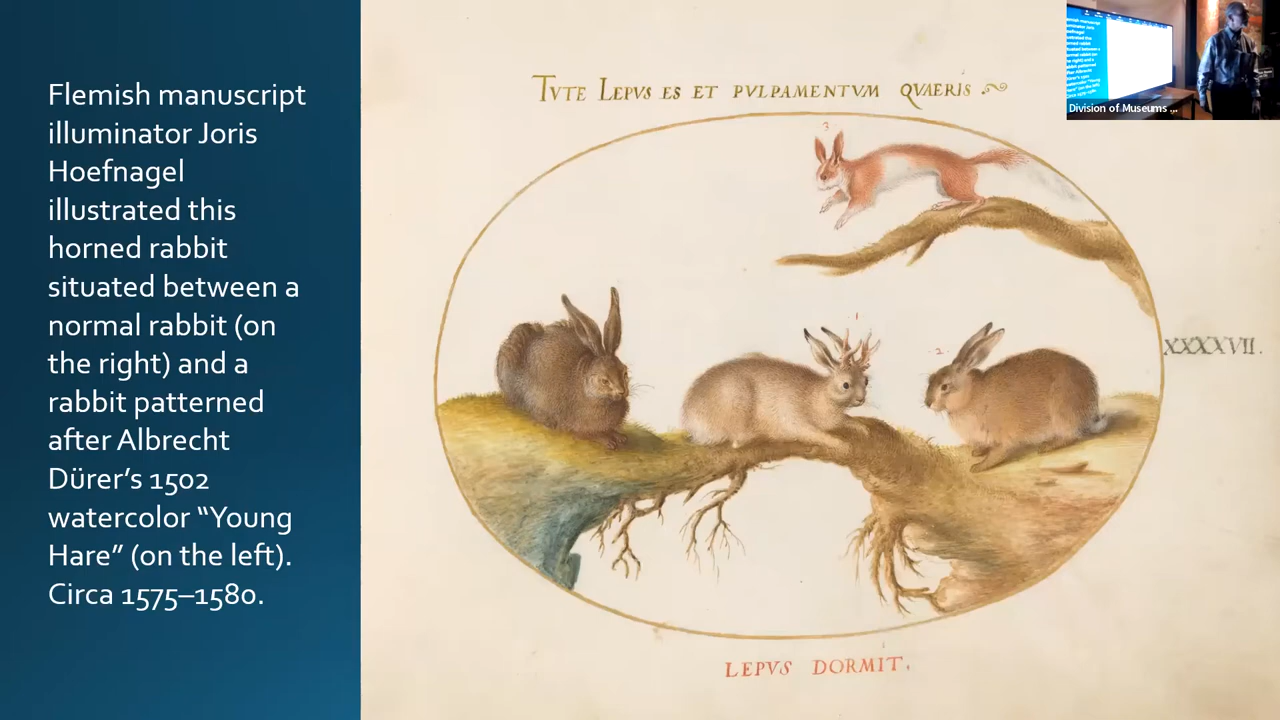 Flemish manuscript
illuminator Joris
Hoefnagel
illustrated this
horned rabbit
situated between a
normal rabbit (on
the right) and a
rabbit patterned
after Albrecht
Dürer’s 1502
watercolor “Young
Hare” (on the left).
Circa 1575–1580.
TVTE LEPVS ES ET PVLPAMENTVM QVAERIS
3
1
2
XXXXVII.
LEPVS DORMIT.
Division of Museums ...